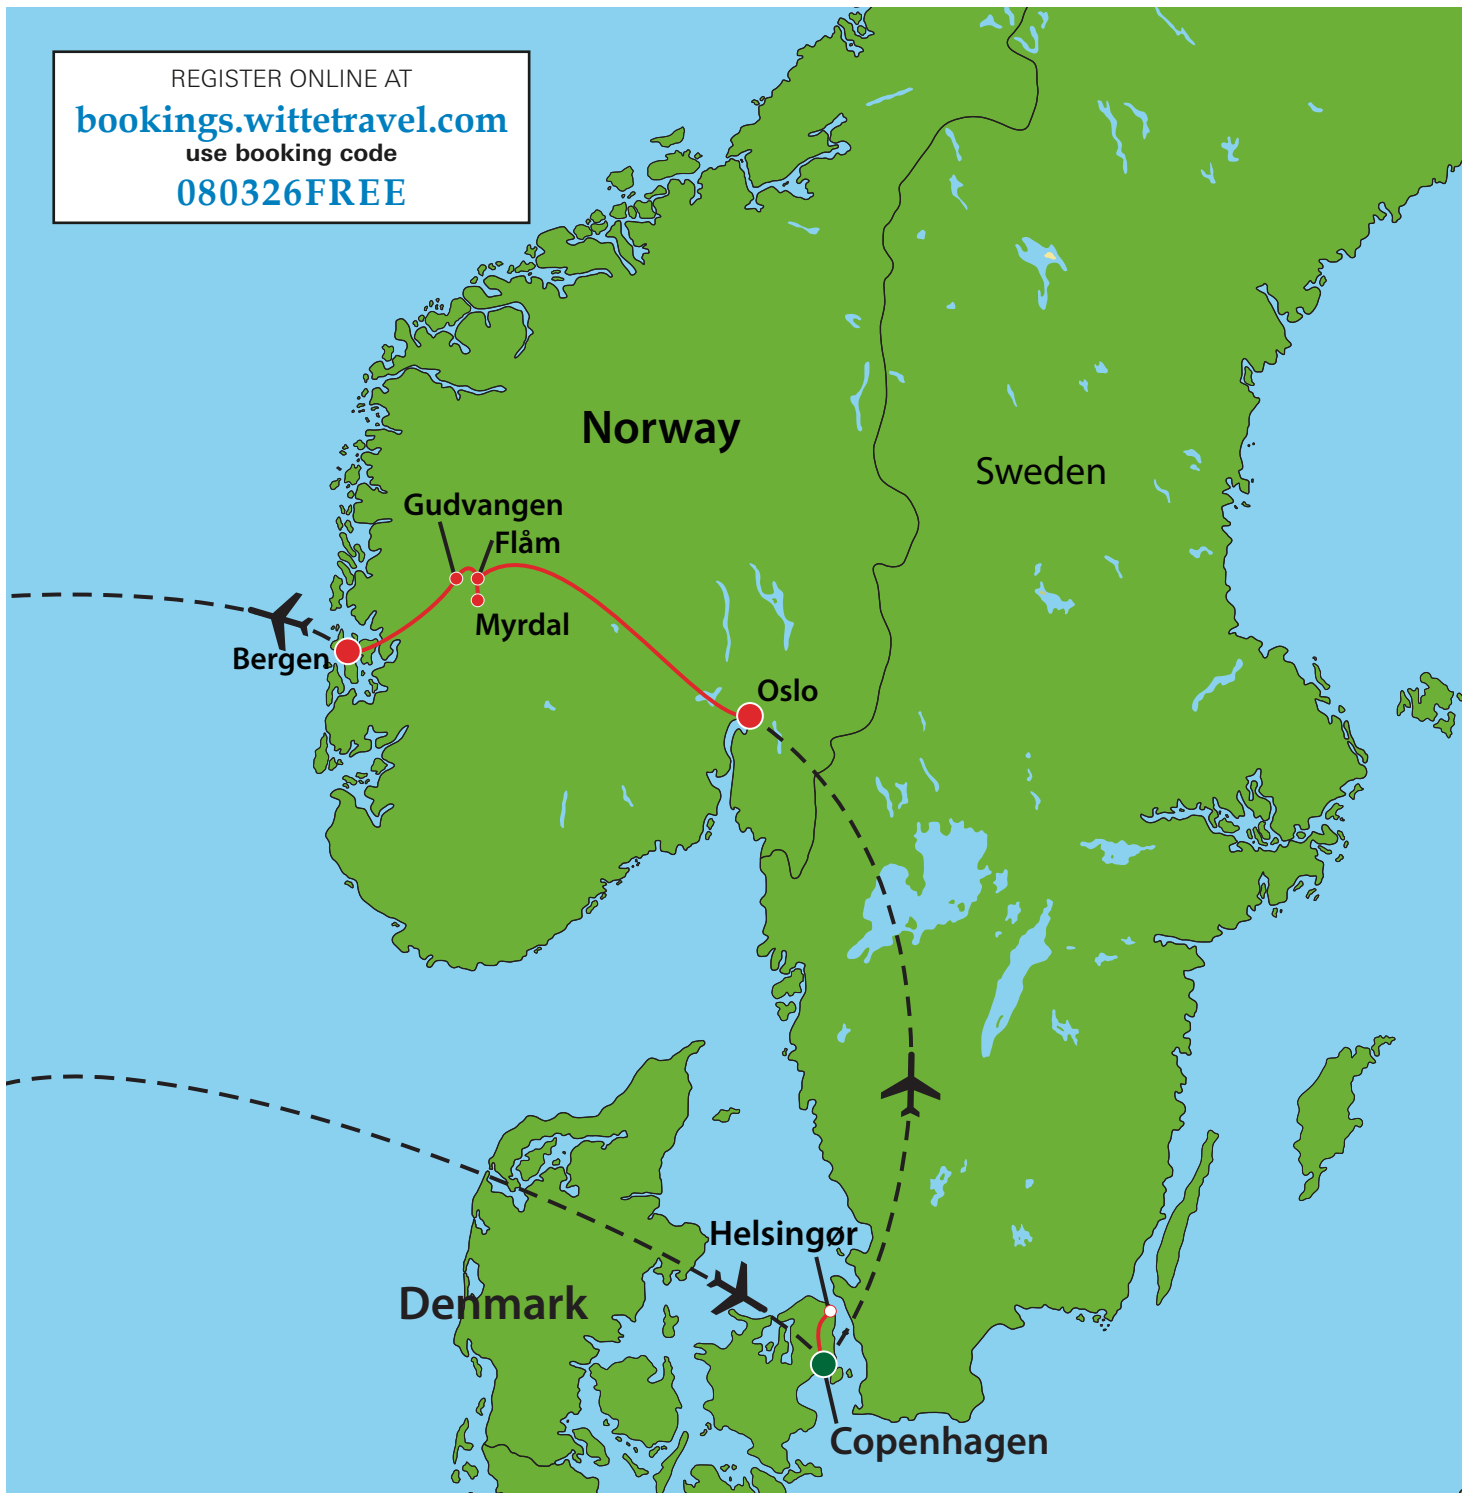 REGISTER ONLINE AT
bookings.wittetravel.com
use booking code
080326FREE
Norway
Sweden
Gudvangen
Flåm
Myrdal
Bergen
Oslo
Helsingør
Denmark
Copenhagen